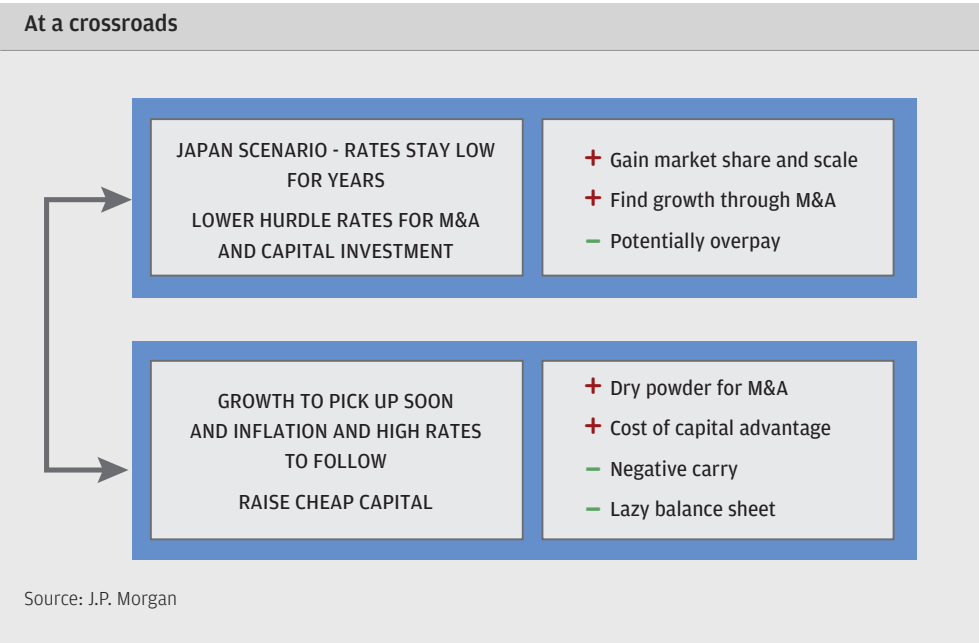 At a crossroads
JAPAN SCENARIO - RATES STAY LOW
FOR YEARS
LOWER HURDLE RATES FOR M&A
AND CAPITAL INVESTMENT
+ Gain market share and scale
+ Find growth through M&A
– Potentially overpay
GROWTH TO PICK UP SOON
AND INFLATION AND HIGH RATES
TO FOLLOW
RAISE CHEAP CAPITAL
+ Dry powder for M&A
+ Cost of capital advantage
– Negative carry
– Lazy balance sheet
Source: J.P. Morgan